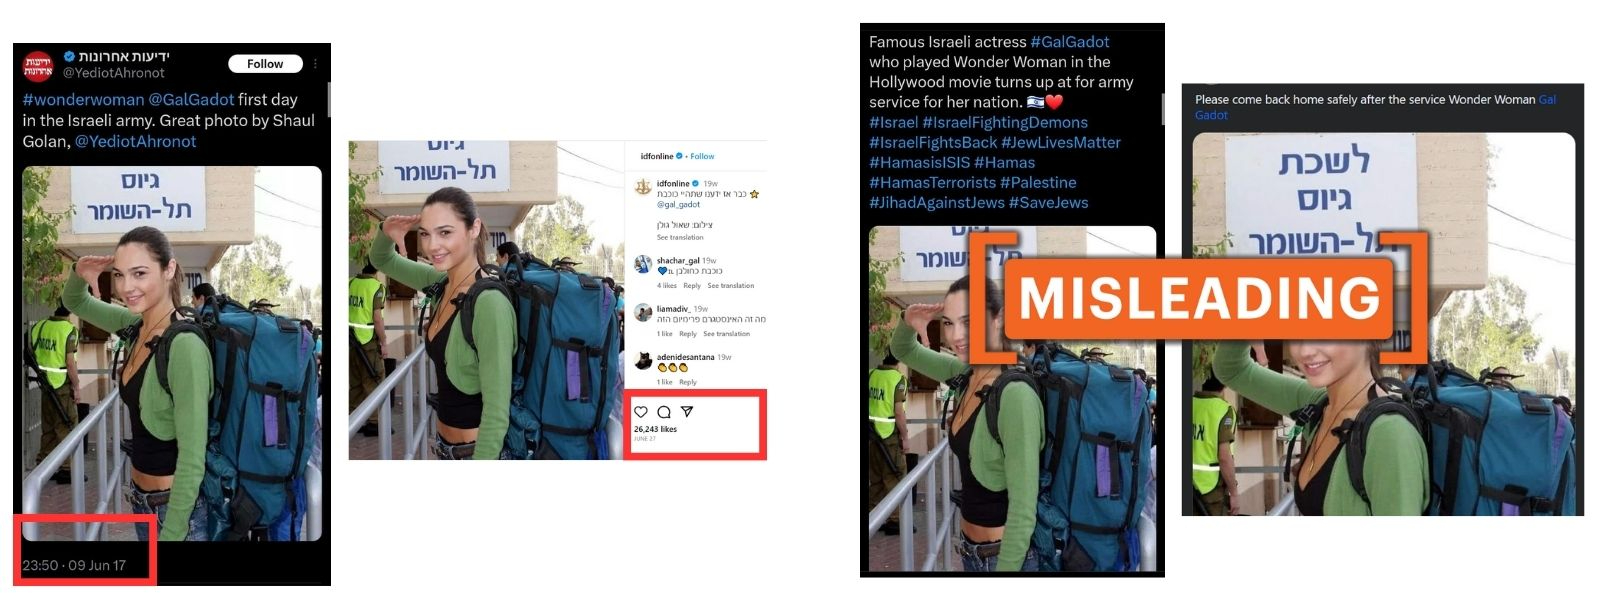 ידיעות אחרונות
@YediotAhronot
Follow
#wonderwoman @GalGadot first day
in the Israeli army. Great photo by Shaul
Golan, @YediotAhronot
גיוס
תל-השומר
23:50 · 09 Jun 17
תל-השומר
idfonline • Follow
idfonline 19w
כבר אז ידענו שתהיי כוכבת
@gal_gadot
צילום: שאול גולן
See translation
shachar_gal 19w
כוכבת כחולבן
4 likes Reply See translation
liamadiv_ 19w
מה זה האינסטגרם פרימיום הזה
1 like Reply See translation
adenidesantana 19w
👏👏👏
1 like Reply
26,243 likes
JUNE 27
Famous Israeli actress #GalGadot
who played Wonder Woman in the
Hollywood movie turns up at for army
service for her nation. 🇮🇱❤️
#Israel #IsraelFightingDemons
#IsraelFightsBack #JewLivesMatter
#HamasisISIS #Hamas
#HamasTerrorists #Palestine
#JihadAgainstJews #SaveJews
MISLEADING
Please come back home safely after the service Wonder Woman Gal
Gadot
לשכת
גיוס
תל-השומר